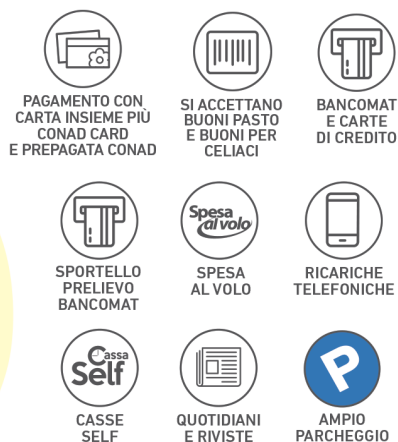 PAGAMENTO CON
CARTA INSIEME PIÙ
CONAD CARD
E PREPAGATA CONAD
SI ACCETTANO
BUONI PASTO
E BUONI PER
CELIACI
BANCOMAT
E CARTE
DI CREDITO
Spesa
al volo
SPORTELLO
PRELIEVO
BANCOMAT
SPESA
AL VOLO
RICARICHE
TELEFONICHE
Cassa
Self
P
CASSE
SELF
QUOTIDIANI
E RIVISTE
AMPIO
PARCHEGGIO